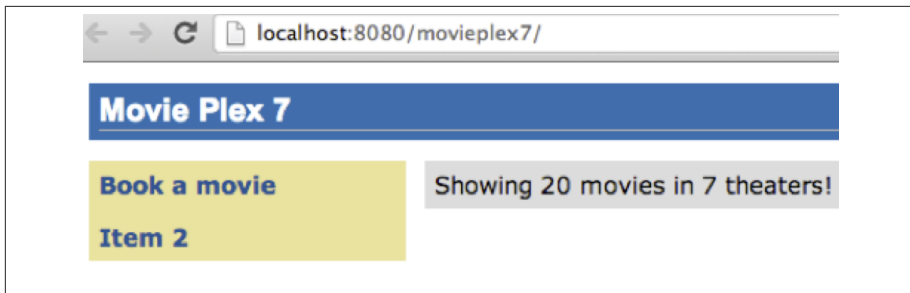 localhost:8080/movieplex7/
Movie Plex 7
Book a movie
Showing 20 movies in 7 theaters!
Item 2